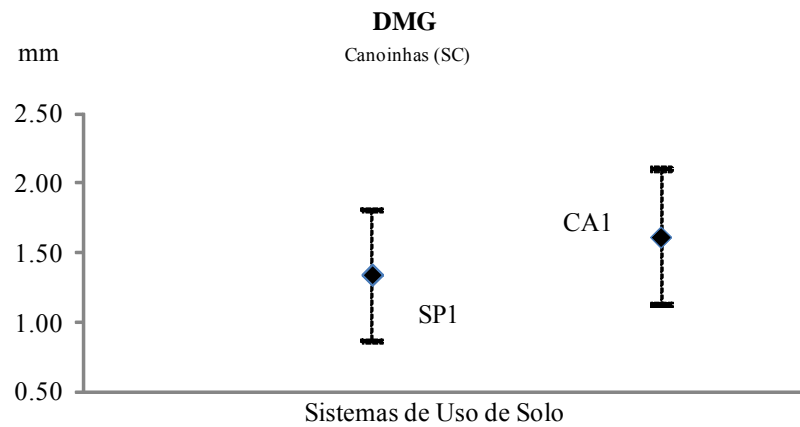 DMG
mm
Canoinhas (SC)
2.50
2.00
CA1
1.50
SP1
1.00
0.50
Sistemas de Uso de Solo